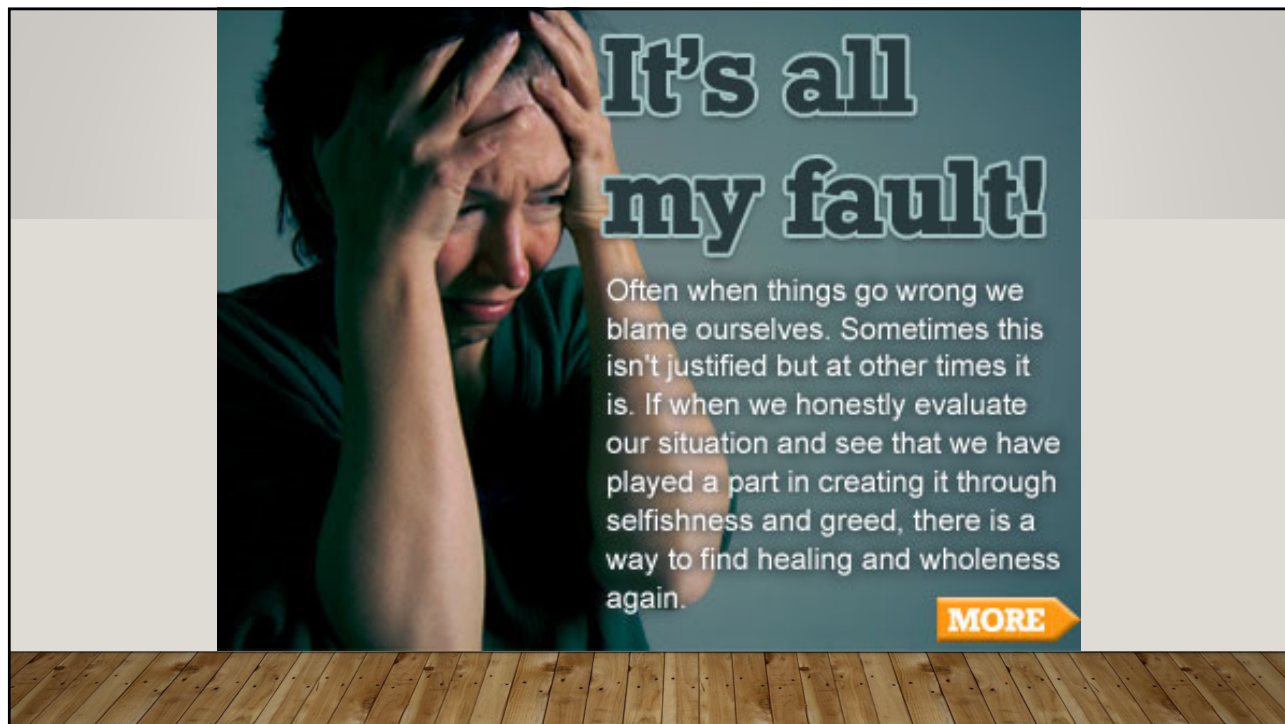 It's all
my fault!
Often when things go wrong we
blame ourselves. Sometimes this
isn't justified but at other times it
is. If when we honestly evaluate
our situation and see that we have
played a part in creating it through
selfishness and greed, there is a
way to find healing and wholeness
again.
MORE